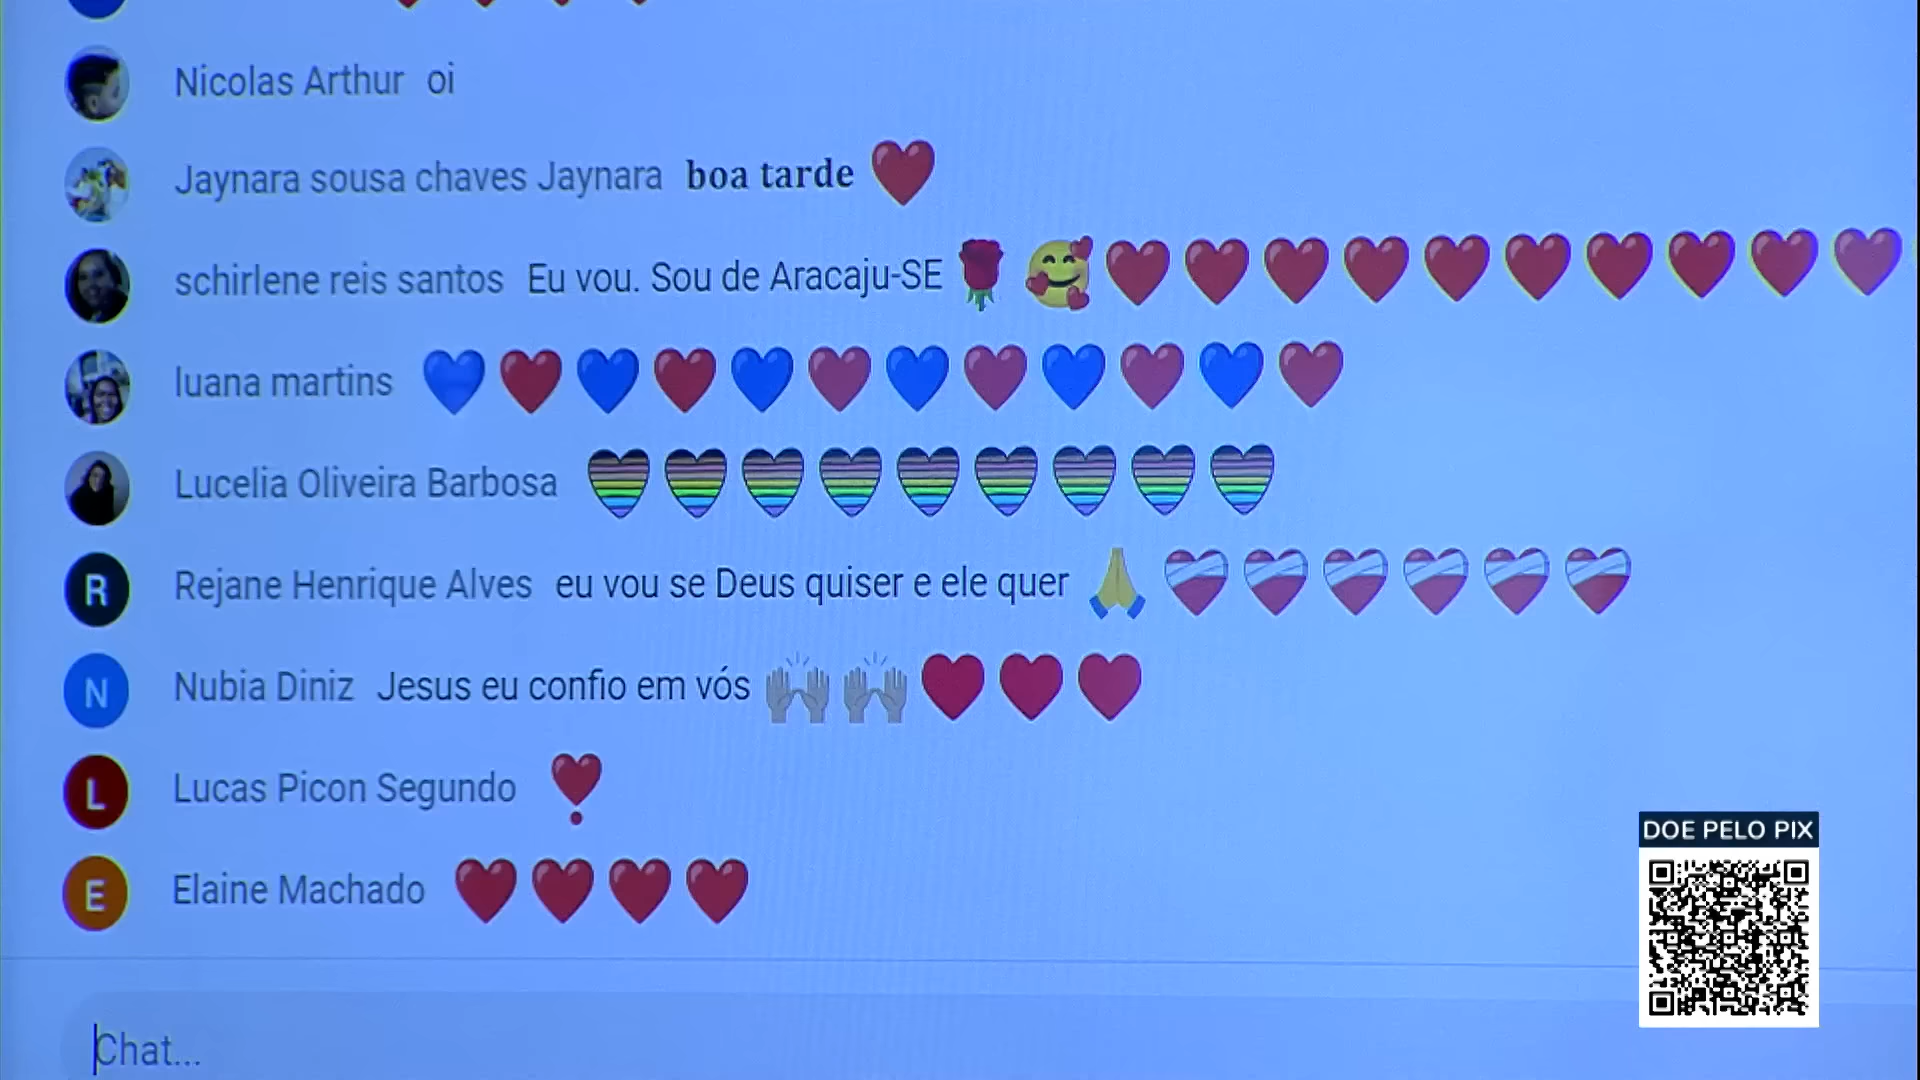 Nicolas Arthur oi
Jaynara sousa chaves Jaynara boa tarde ❤️
schirlene reis santos Eu vou. Sou de Aracaju-SE 🌹🥰❤️❤️❤️❤️❤️❤️❤️❤️❤️❤️
luana martins 💙❤️💙❤️💙❤️💙❤️💙❤️💙❤️
Lucelia Oliveira Barbosa
R Rejane Henrique Alves eu vou se Deus quiser e ele quer 🙏❤️‍🩹❤️‍🩹❤️‍🩹❤️‍🩹❤️‍🩹❤️‍🩹
N Nubia Diniz Jesus eu confio em vós 🙌🙌♥️♥️♥️
L Lucas Picon Segundo ❣️
E Elaine Machado ❤️❤️❤️❤️
DOE PELO PIX
Chat...